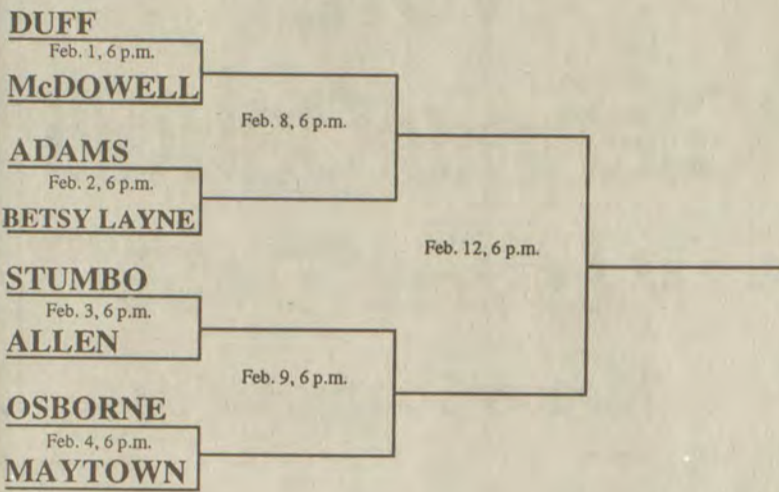 DUFF
Feb. 1, 6 p.m.
McDOWELL
Feb. 8, 6 p.m.
ADAMS
Feb. 2, 6 p.m.
BETSY LAYNE
Feb. 12, 6 p.m.
STUMBO
Feb. 3, 6 p.m.
ALLEN
Feb. 9, 6 p.m.
OSBORNE
Feb. 4, 6 p.m.
MAYTOWN